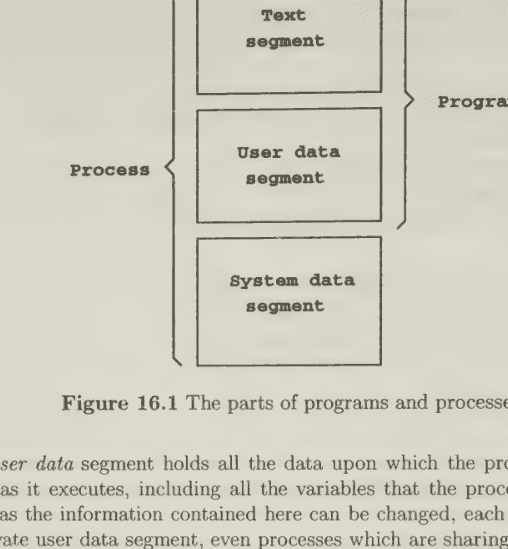 Text
segment
Progra
User data
segment
Process
System data
segment
Figure 16.1 The parts of programs and processe
ser data segment holds all the data upon which the pro
as it executes, including all the variables that the proce
as the information contained here can be changed, each
vate user data segment, even processes which are sharing